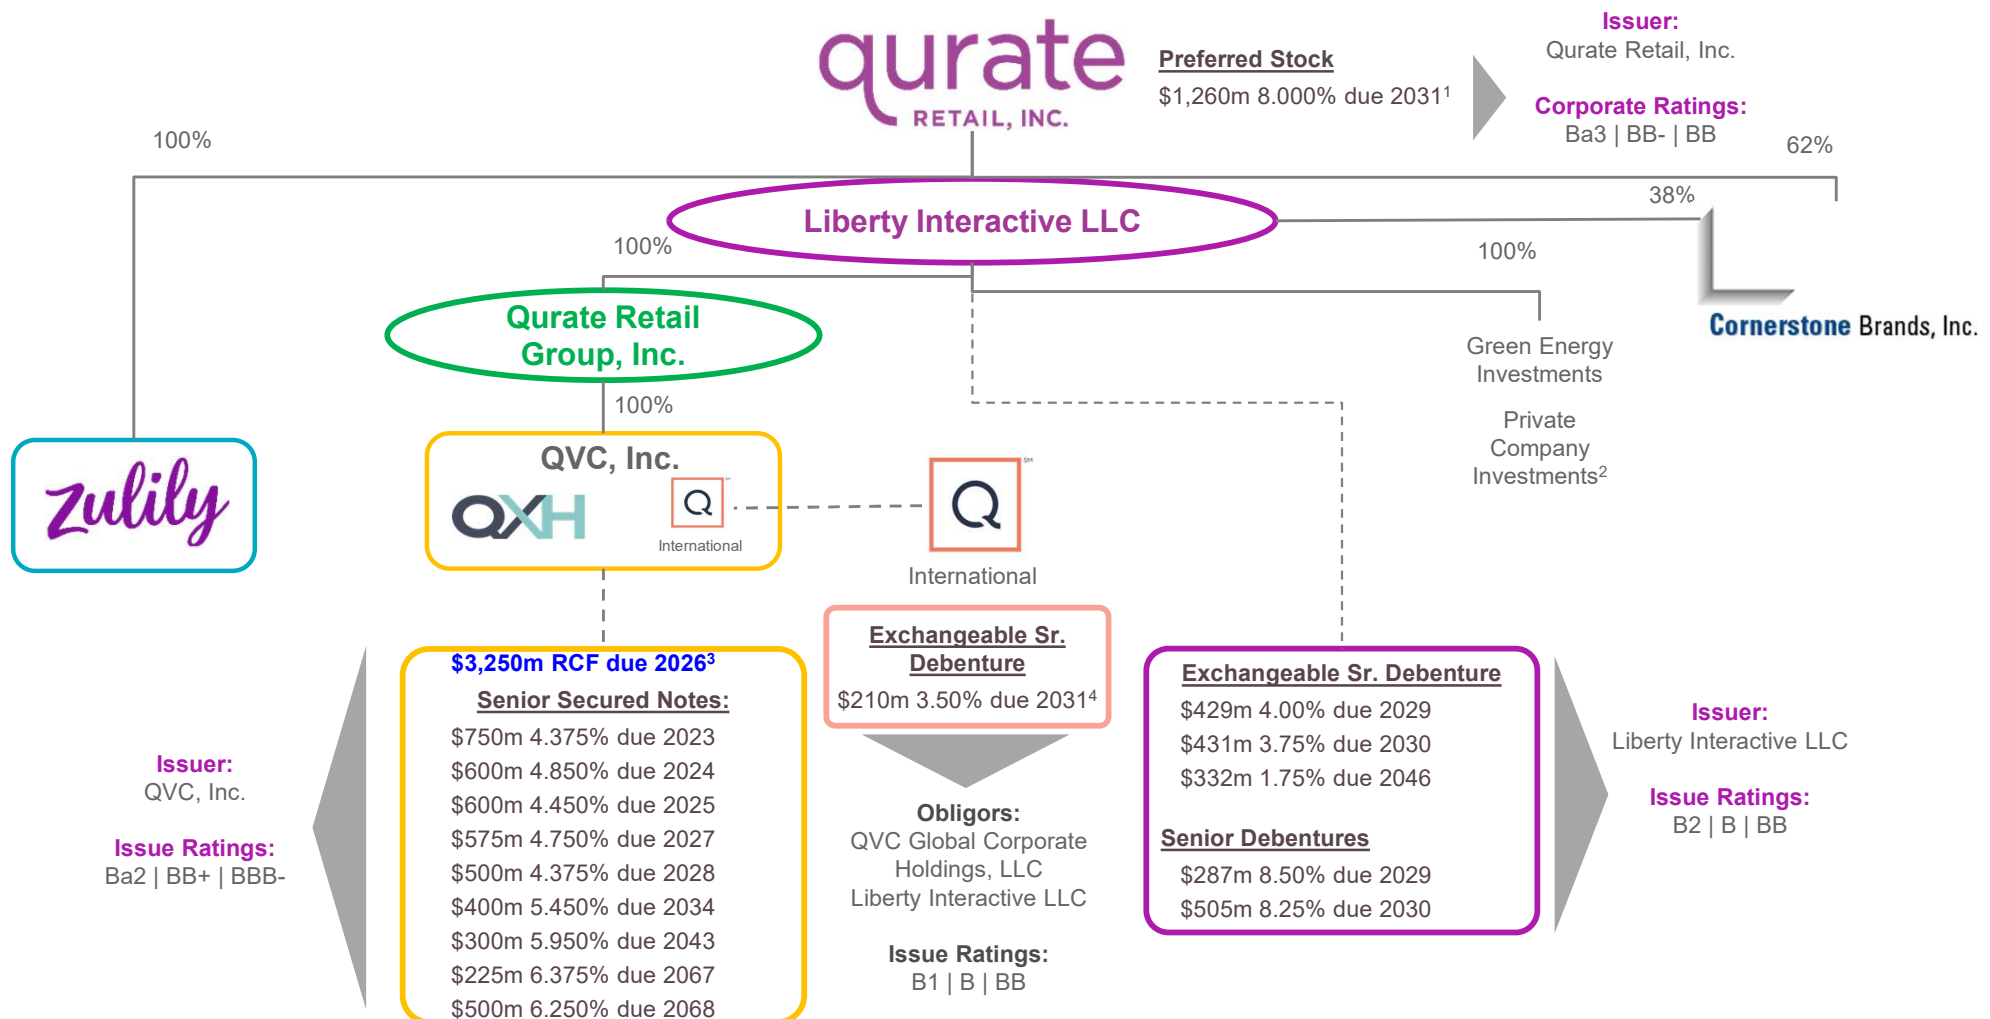 qurate
RETAIL, INC.
Preferred Stock
$1,260m 8.000% due 2031¹
Issuer:
Qurate Retail, Inc.
Corporate Ratings:
Ba3 | BB- | BB
100%
62%
38%
Liberty Interactive LLC
100%
100%
Cornerstone Brands, Inc.
Qurate Retail
Group, Inc.
100%
Green Energy
Investments
Private
Company
Investments²
zulily
QVC, Inc.
QXH
Q
SM
International
Q
SM
International
Issuer:
QVC, Inc.
Issue Ratings:
Ba2 | BB+ | BBB-
$3,250m RCF due 2026³
Senior Secured Notes:
$750m 4.375% due 2023
$600m 4.850% due 2024
$600m 4.450% due 2025
$575m 4.750% due 2027
$500m 4.375% due 2028
$400m 5.450% due 2034
$300m 5.950% due 2043
$225m 6.375% due 2067
$500m 6.250% due 2068
Exchangeable Sr.
Debenture
$210m 3.50% due 2031⁴
Obligors:
QVC Global Corporate
Holdings, LLC
Liberty Interactive LLC
Issue Ratings:
B1 | B | BB
Exchangeable Sr. Debenture
$429m 4.00% due 2029
$431m 3.75% due 2030
$332m 1.75% due 2046
Senior Debentures
$287m 8.50% due 2029
$505m 8.25% due 2030
Issuer:
Liberty Interactive LLC
Issue Ratings:
B2 | B | BB